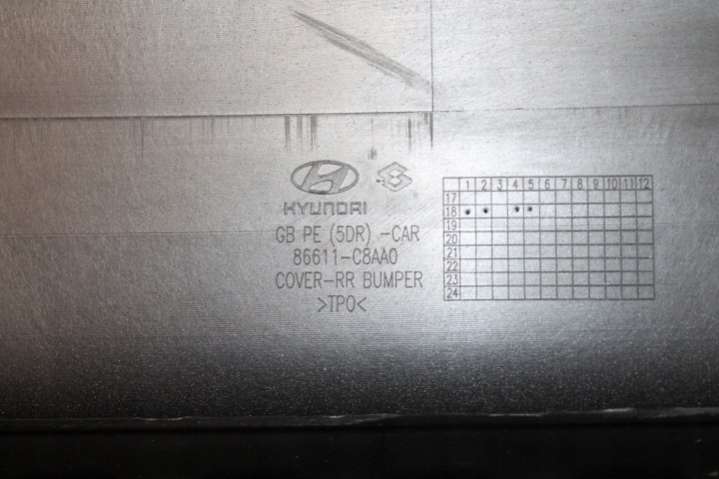 HYUNDAI
GB PE (5DR) -CAR
86611-C8AA0
COVER-RR BUMPER
>TPO<
1 2 3 4 5 6 7 8 9 10 11 12
17
18
19
20
21
22
23
24